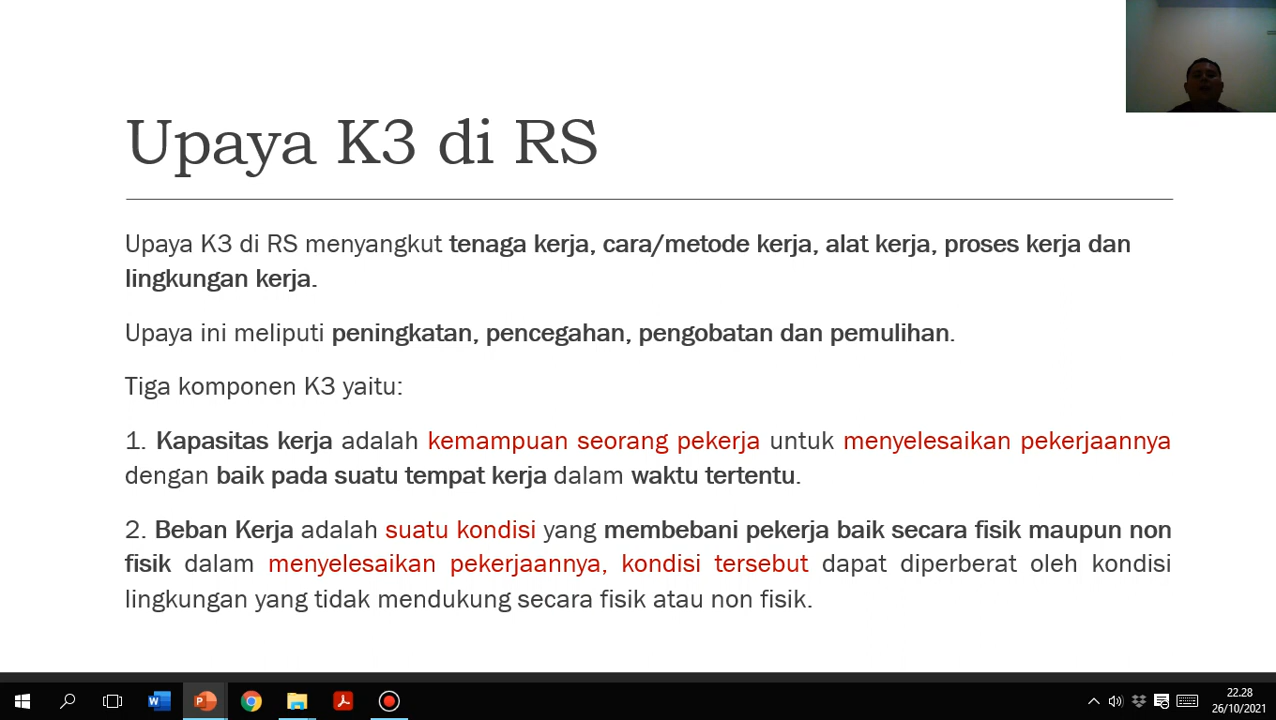 Upaya K3 di RS
Upaya K3 di RS menyangkut tenaga kerja, cara/metode kerja, alat kerja, proses kerja dan
lingkungan kerja.
Upaya ini meliputi peningkatan, pencegahan, pengobatan dan pemulihan.
Tiga komponen K3 yaitu:
1. Kapasitas kerja adalah kemampuan seorang pekerja untuk menyelesaikan pekerjaannya
dengan baik pada suatu tempat kerja dalam waktu tertentu.
2. Beban Kerja adalah suatu kondisi yang membebani pekerja baik secara fisik maupun non
fisik dalam menyelesaikan pekerjaannya, kondisi tersebut dapat diperberat oleh kondisi
lingkungan yang tidak mendukung secara fisik atau non fisik.
22.28
26/10/2021